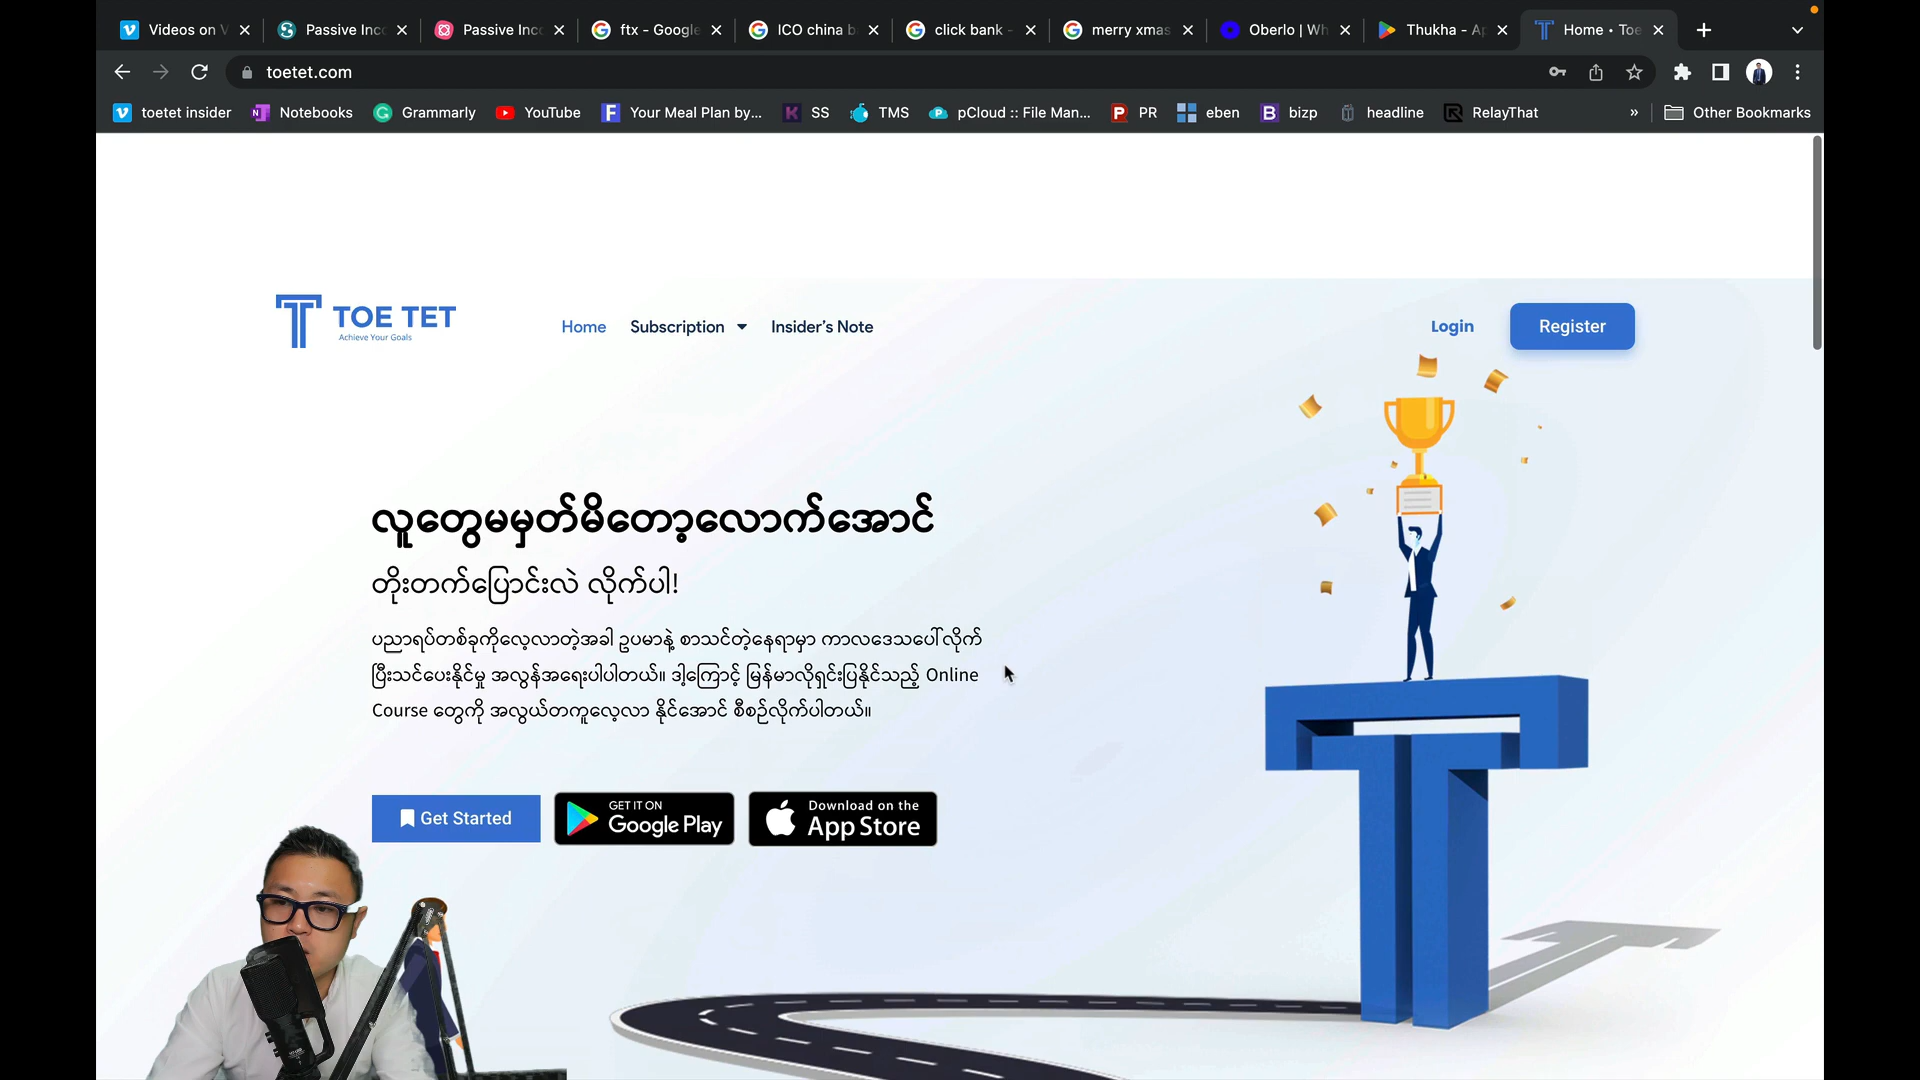 Videos on V
Passive Inc
Passive Inc
ftx - Google
ICO china b
click bank -
merry xmas
Oberlo | Wh
Thukha - Ap
Home • Toe
toetet.com
toetet insider
Notebooks
Grammarly
YouTube
Your Meal Plan by...
SS
TMS
pCloud :: File Man...
PR
eben
bizp
headline
RelayThat
»
Other Bookmarks
TOE TET
Achieve Your Goals
Home
Subscription
Insider's Note
Login
Register
လူတွေမမှတ်မိတော့လောက်အောင်
တိုးတက်ပြောင်းလဲ လိုက်ပါ!
ပညာရပ်တစ်ခုကိုလေ့လာတဲ့အခါ ဥပမာနဲ့ စာသင်တဲ့နေရာမှာ ကာလဒေသပေါ်လိုက်
ပြီးသင်ပေးနိုင်မှု အလွန်အရေးပါပါတယ်။ ဒါ့ကြောင့် မြန်မာလိုရှင်းပြနိုင်သည့် Online
Course တွေကို အလွယ်တကူလေ့လာ နိုင်အောင် စီစဉ်လိုက်ပါတယ်။
Get Started
GET IT ON
Google Play
Download on the
App Store